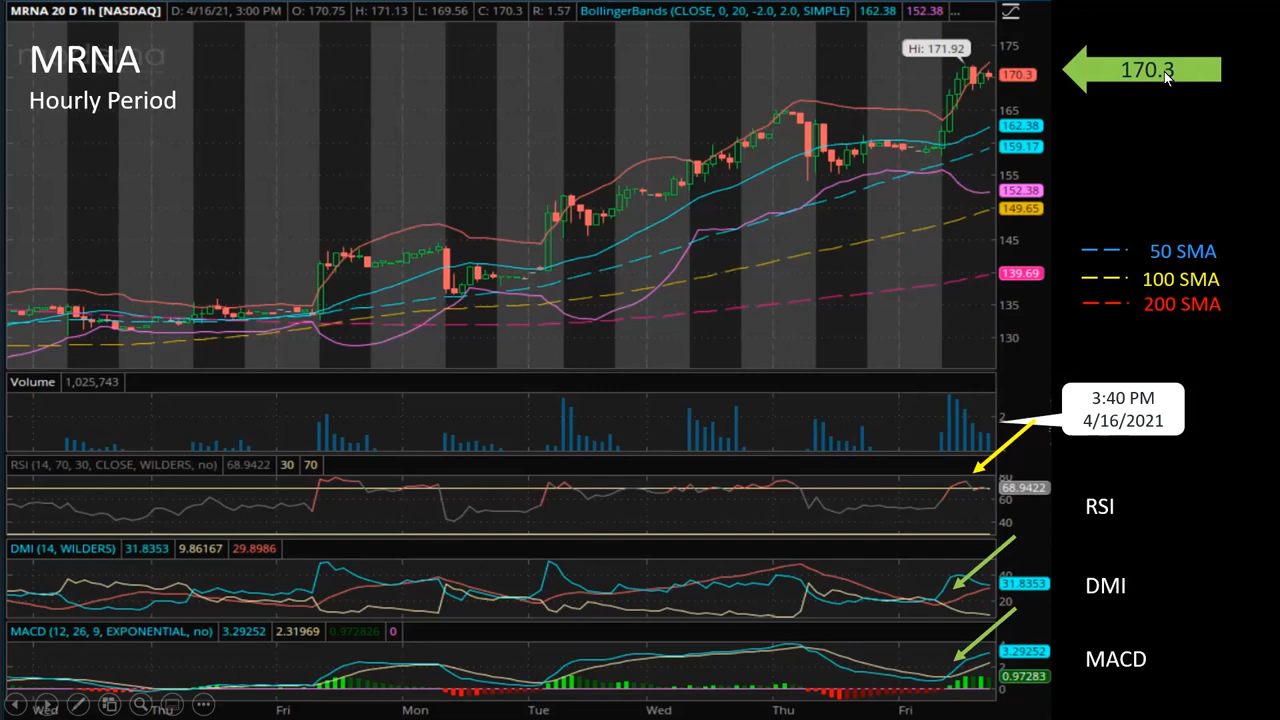 MRNA 20 D 1h [NASDAQ] D: 4/16/21, 3:00 PM O: 170.75 H: 171.13 L: 169.56 C: 170.3 R: 1.57 BollingerBands (CLOSE, 0, 20, -2.0, 2.0, SIMPLE) 162.38 152.38 ...
MRNA
Hourly Period
Hi: 171.92
175
170.3
165
162.38
159.17
155
152.38
149.65
145
139.69
135
130
170.3
50 SMA
100 SMA
200 SMA
Volume 1,025,743
2
3:40 PM
4/16/2021
RSI (14, 70, 30, CLOSE, WILDERS, no) 68.9422 30 70
80
68.9422
60
40
RSI
DMI (14, WILDERS) 31.8353 9.86167 29.8986
40
31.8353
20
DMI
MACD (12, 26, 9, EXPONENTIAL, no) 3.29252 2.31969 0.972826 0
3.29252
2
0.97283
0
MACD
Wed Thu Fri Mon Tue Wed Thu Fri